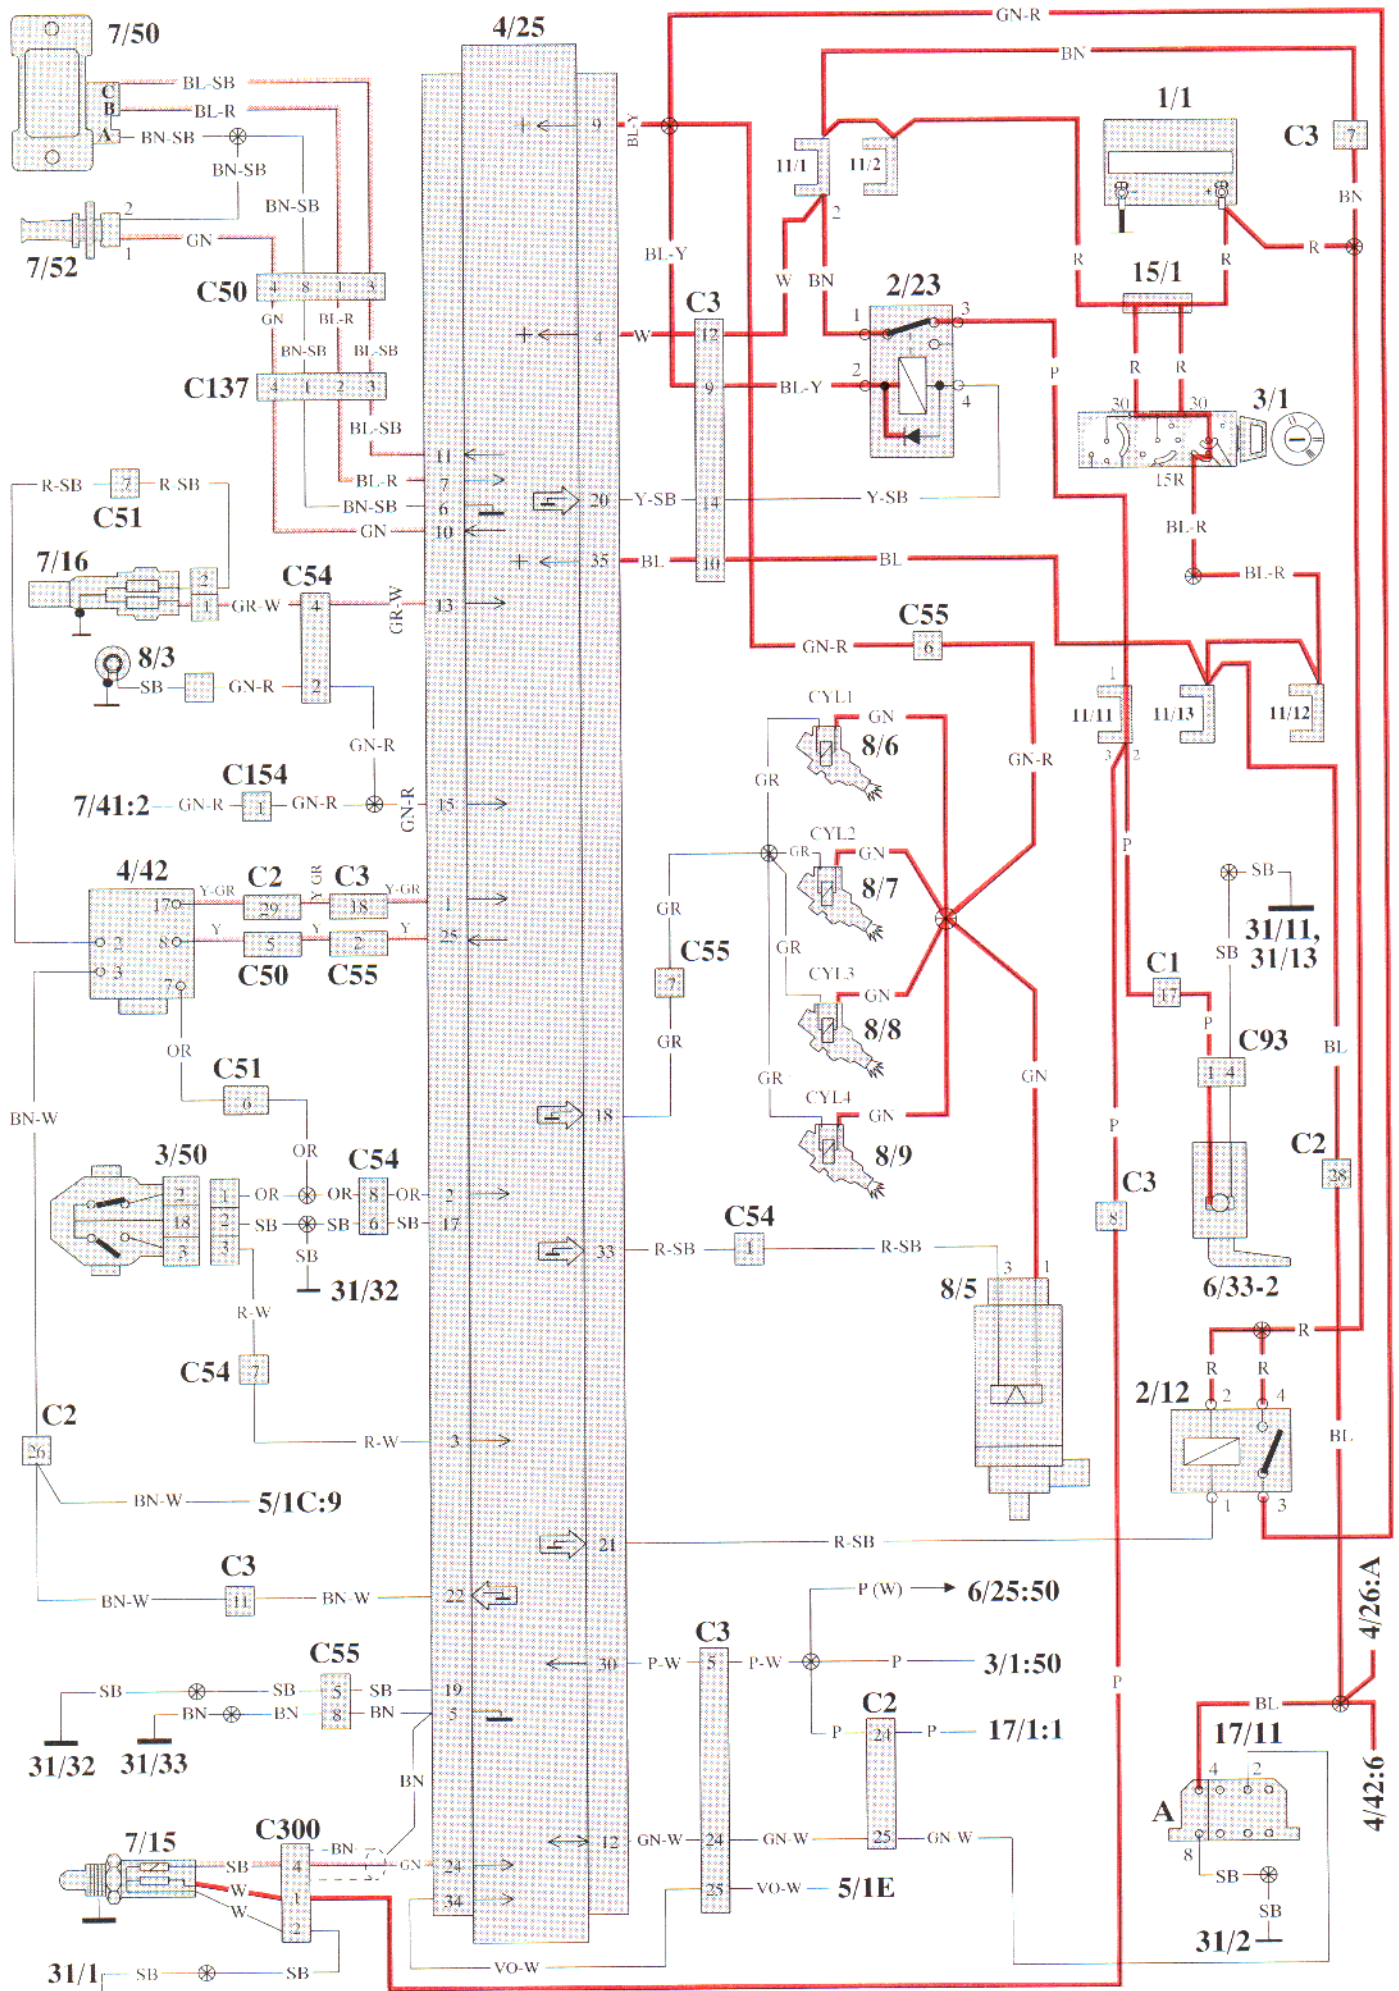 7/50
4/25
GN-R
C
BL-SB
B
BL-R
A
BN-SB
BN-SB
BN-SB
2
GN
1
7/52
C50
4 8 1 3
GN
BL-R
BN-SB
BL-SB
C137
4 1 2 3
BL-SB
11
BL-R
7
BN-SB
6
GN
10
R-SB
7
R-SB
C51
7/16
2
1
GR-W
C54
4
GR-W
13
8/3
SB
GN-R
2
GN-R
C154
7/41:2
GN-R
1
GN-R
GN-R
15
4/42
17
Y-GR
C2
29
Y-GR
C3
18
Y-GR
1
2
8
Y
5
2
Y
25
C50
C55
3
7
OR
C51
6
BN-W
OR
3/50
C54
2
1
OR
OR
8
OR
2
18
2
SB
SB
6
SB
17
3
3
SB
31/32
R-W
C54
7
C2
26
R-W
3
BN-W
5/1C:9
C3
BN-W
11
BN-W
22
C55
SB
SB
5
SB
19
BN
BN
8
BN
5
31/32
31/33
BN
7/15
C300
BN
SB
4
GN
24
W
1
W
2
34
31/1
SB
SB
VO-W
9
BL-Y
BN
1/1
C3
7
11/1
11/2
2
- +
BN
BL-Y
W
BN
R
R
R
15/1
C3
2/23
4
W
12
1
3
9
BL-Y
2
4
P
R
R
30
30
3/1
15R
20
Y-SB
14
Y-SB
BL-R
35
BL
10
BL
BL-R
C55
GN-R
6
1
11/11
11/13
11/12
3 2
CYL1
GN
8/6
GR
GN-R
CYL2
GR
GN
8/7
P
GR
C55
7
GR
GR
CYL3
GN
8/8
GR
CYL4
GN
8/9
GN
18
SB
31/11,
31/13
SB
C1
17
P
C93
1 4
BL
P
C3
8
C2
28
6/33-2
33
R-SB
C54
1
R-SB
3
1
8/5
R
R
R
2/12
2
4
1
3
BL
21
R-SB
P (W)
6/25:50
C3
30
P-W
5
P-W
P
3/1:50
C2
P
24
P
17/1:1
12
GN-W
24
GN-W
25
GN-W
25
VO-W
5/1E
P
4/26:A
BL
17/11
4/42:6
4
2
A
8
SB
SB
31/2